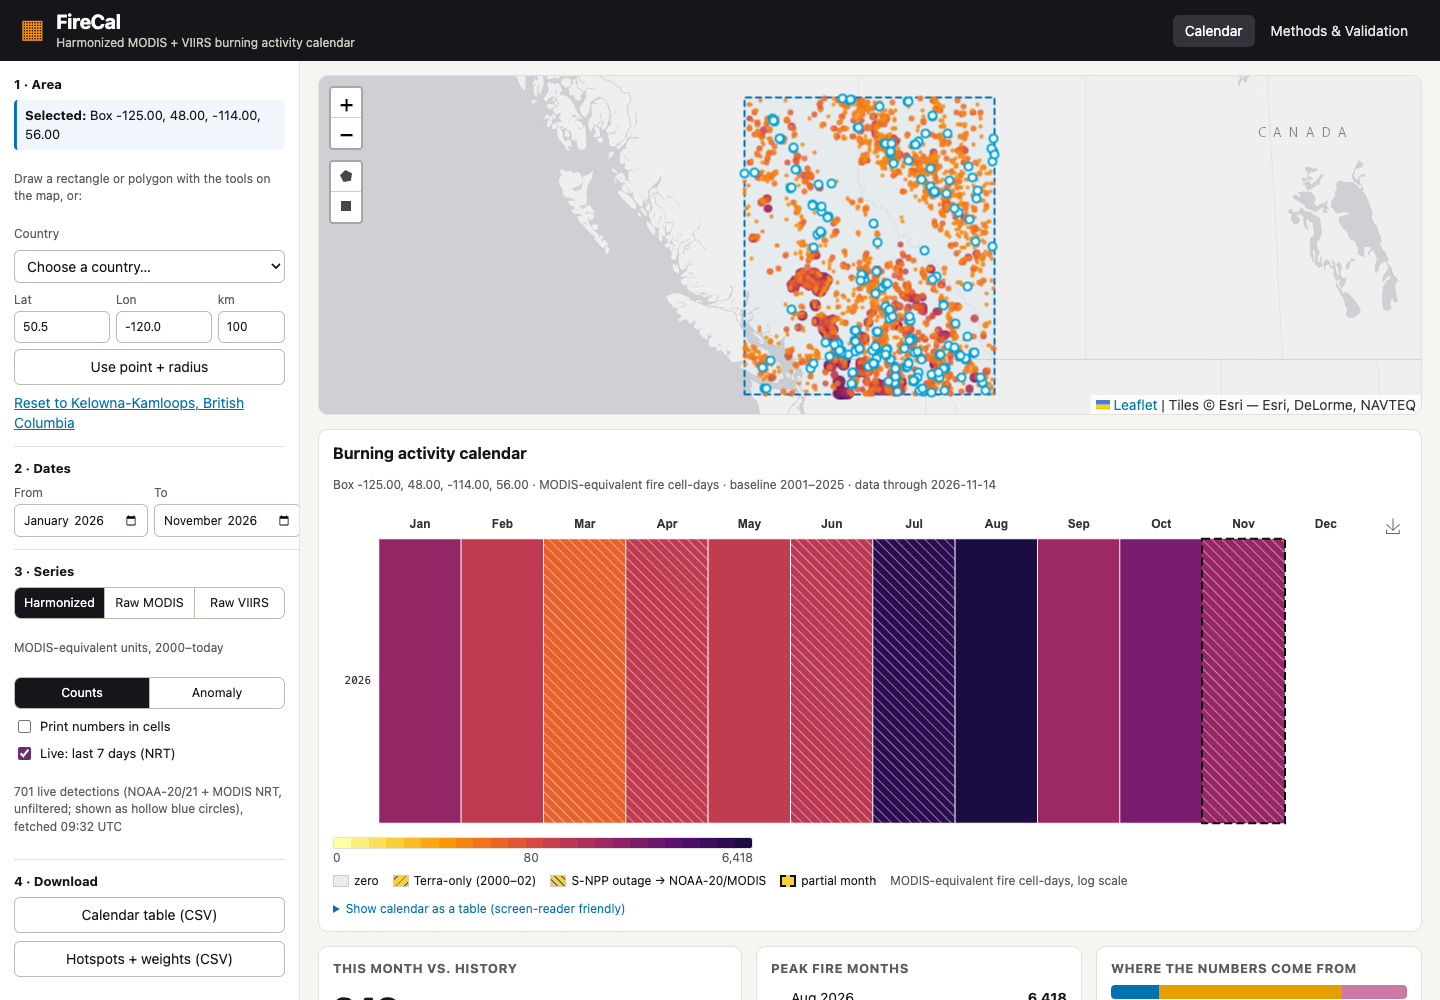 FireCal
Harmonized MODIS + VIIRS burning activity calendar
Calendar
Methods & Validation
1 · Area
Selected: Box -125.00, 48.00, -114.00,
56.00
Draw a rectangle or polygon with the tools on
the map, or:
Country
Choose a country...
Lat
Lon
km
50.5
-120.0
100
Use point + radius
Reset to Kelowna-Kamloops, British
Columbia
2 · Dates
From
To
January 2026
November 2026
3 · Series
Harmonized
Raw MODIS
Raw VIIRS
MODIS-equivalent units, 2000–today
Counts
Anomaly
Print numbers in cells
Live: last 7 days (NRT)
701 live detections (NOAA-20/21 + MODIS NRT,
unfiltered; shown as hollow blue circles),
fetched 09:32 UTC
4 · Download
Calendar table (CSV)
Hotspots + weights (CSV)
+
−
CANADA
Leaflet | Tiles © Esri — Esri, DeLorme, NAVTEQ
Burning activity calendar
Box -125.00, 48.00, -114.00, 56.00 · MODIS-equivalent fire cell-days · baseline 2001–2025 · data through 2026-11-14
Jan Feb Mar Apr May Jun Jul Aug Sep Oct Nov Dec
2026
0
80
6,418
zero
Terra-only (2000–02)
S-NPP outage → NOAA-20/MODIS
partial month
MODIS-equivalent fire cell-days, log scale
Show calendar as a table (screen-reader friendly)
THIS MONTH VS. HISTORY
PEAK FIRE MONTHS
Aug 2026
6,418
WHERE THE NUMBERS COME FROM